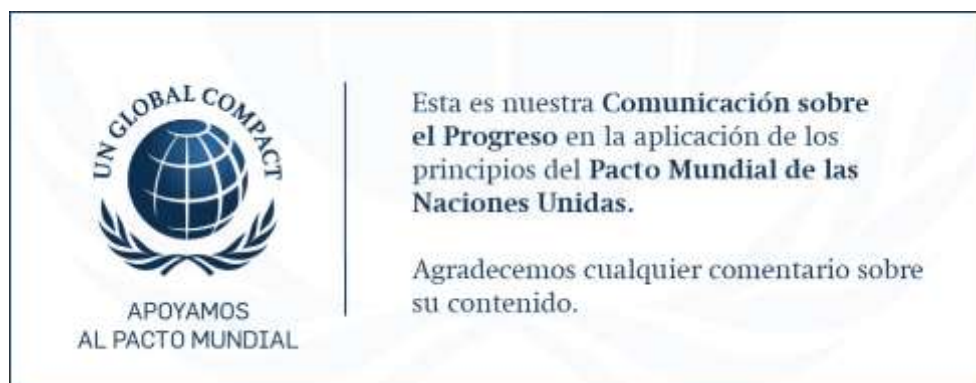 UN GLOBAL COMPACT
APOYAMOS
AL PACTO MUNDIAL
Esta es nuestra Comunicación sobre
el Progreso en la aplicación de los
principios del Pacto Mundial de las
Naciones Unidas.
Agradecemos cualquier comentario sobre
su contenido.